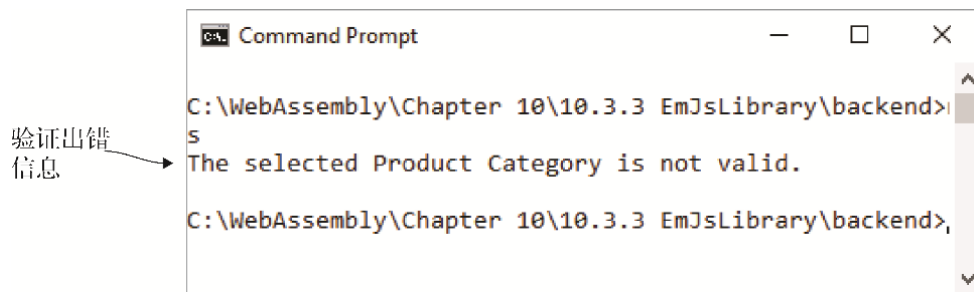 Command Prompt
C:\WebAssembly\Chapter 10\10.3.3 EmJsLibrary\backend>
s
验证出错
信息
The selected Product Category is not valid.
C:\WebAssembly\Chapter 10\10.3.3 EmJsLibrary\backend>